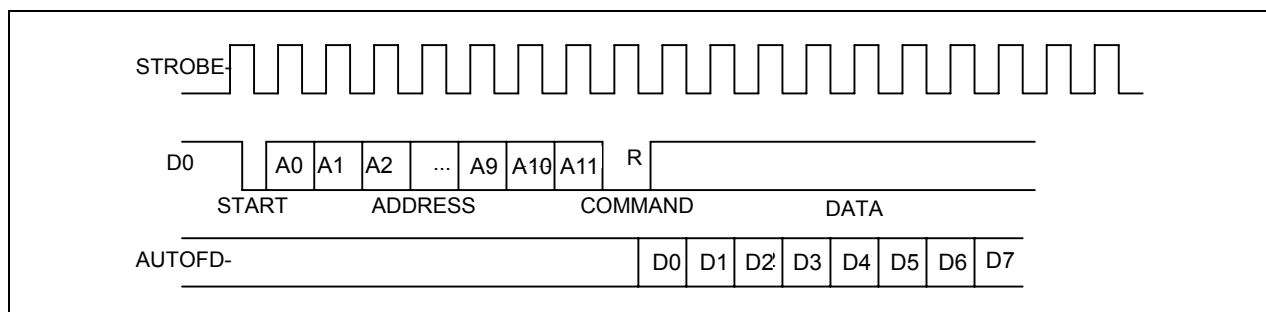 STROBE-
D0 A0 A1 A2 ... A9 A10 A11 R
START ADDRESS COMMAND DATA
AUTOFD- D0 D1 D2 D3 D4 D5 D6 D7